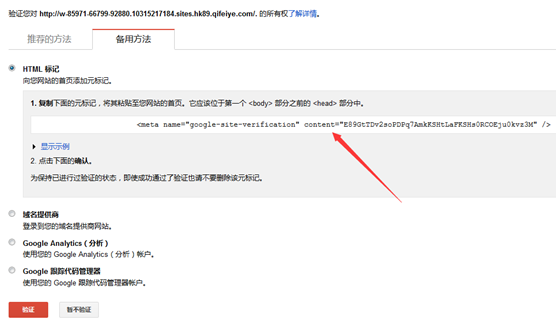 验证您对 http://w-85971-66799-92880.10315217184.sites.hk89.qifeiye.com/. 的所有权了解详情。
推荐的方法 备用方法
HTML 标记
向您网站的首页添加元标记。
1. 复制下面的元标记，将其粘贴至您网站的首页。它应该位于第一个 <body> 部分之前的 <head> 部分中。
<meta name="google-site-verification" content="E89GtTDv2soPDPq7AmkKSHtLaFKSHs0RCOEju0kvz3M" />
显示示例
2. 点击下面的确认。
为保持已进行过验证的状态，即使成功通过了验证也请不要删除该元标记。
域名提供商
登录到您的域名提供商网站。
Google Analytics（分析）
使用您的 Google Analytics（分析）帐户。
Google 跟踪代码管理器
使用您的 Google 跟踪代码管理器帐户。
验证 暂不验证